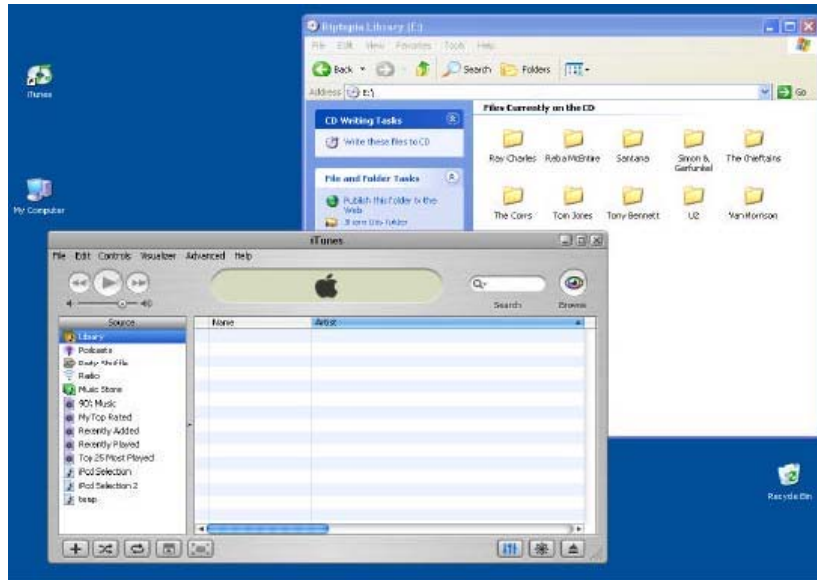 iTunes
My Computer
Riptopia Library (E:)
File Edit View Favorites Tools Help
Back Search Folders
Address E:\ Go
CD Writing Tasks
Write these files to CD
File and Folder Tasks
Publish this folder to the Web
Share this folder
Files Currently on the CD
Ray Charles Reba McEntire Santana Simon & Garfunkel The Chieftains
The Corrs Tom Jones Tony Bennett U2 Van Morrison
iTunes
File Edit Controls Visualizer Advanced Help
Search Browse
Source
Library
Podcasts
Party Shuffle
Radio
Music Store
90's Music
My Top Rated
Recently Added
Recently Played
Top 25 Most Played
iPod Selection
iPod Selection 2
Name Artist
Recycle Bin